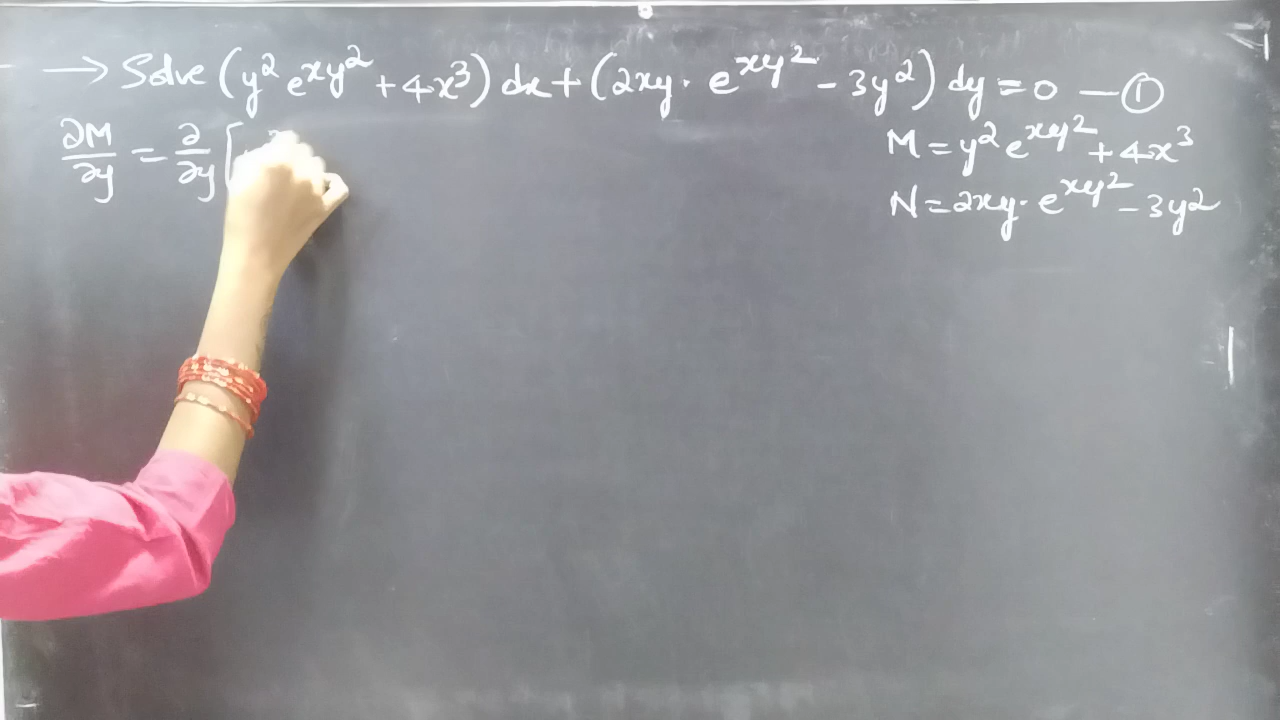 → Solve (y² e^{xy²} + 4x³) dx + (2xy · e^{xy²} - 3y²) dy = 0 — ①
∂M/∂y = ∂/∂y [
M = y² e^{xy²} + 4x³
N = 2xy · e^{xy²} - 3y²